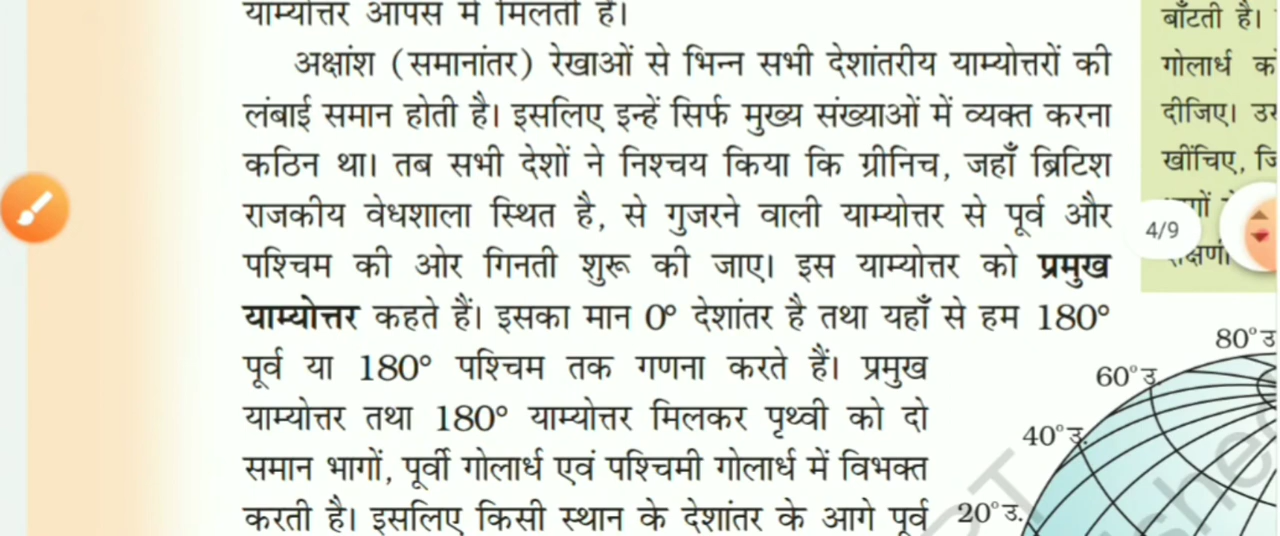 याम्योत्तर आपस में मिलती हैं।
अक्षांश (समानांतर) रेखाओं से भिन्न सभी देशांतरीय याम्योत्तरों की
लंबाई समान होती है। इसलिए इन्हें सिर्फ मुख्य संख्याओं में व्यक्त करना
कठिन था। तब सभी देशों ने निश्चय किया कि ग्रीनिच, जहाँ ब्रिटिश
राजकीय वेधशाला स्थित है, से गुजरने वाली याम्योत्तर से पूर्व और
पश्चिम की ओर गिनती शुरू की जाए। इस याम्योत्तर को प्रमुख
याम्योत्तर कहते हैं। इसका मान 0° देशांतर है तथा यहाँ से हम 180°
पूर्व या 180° पश्चिम तक गणना करते हैं। प्रमुख
याम्योत्तर तथा 180° याम्योत्तर मिलकर पृथ्वी को दो
समान भागों, पूर्वी गोलार्ध एवं पश्चिमी गोलार्ध में विभक्त
करती है। इसलिए किसी स्थान के देशांतर के आगे पूर्व
बाँटती है।
गोलार्ध क
दीजिए।
खींचिए,
4/9
80°उ
60°उ.
40°उ.
20°उ.